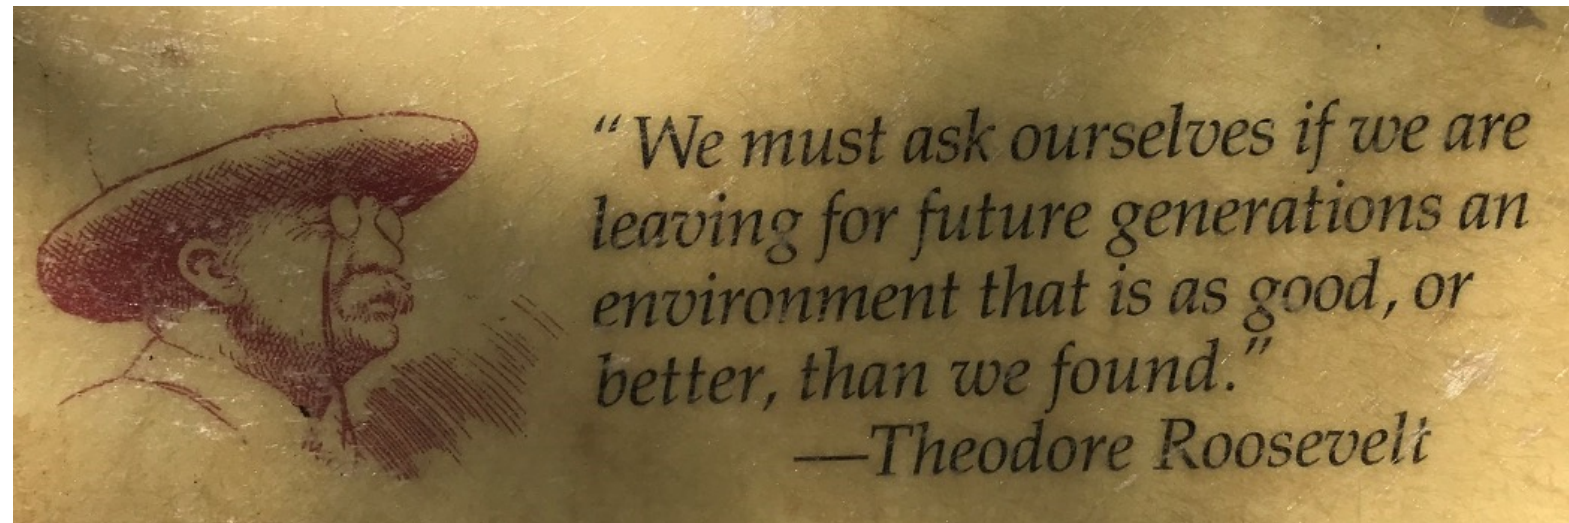 “We must ask ourselves if we are
leaving for future generations an
environment that is as good, or
better, than we found.”
—Theodore Roosevelt